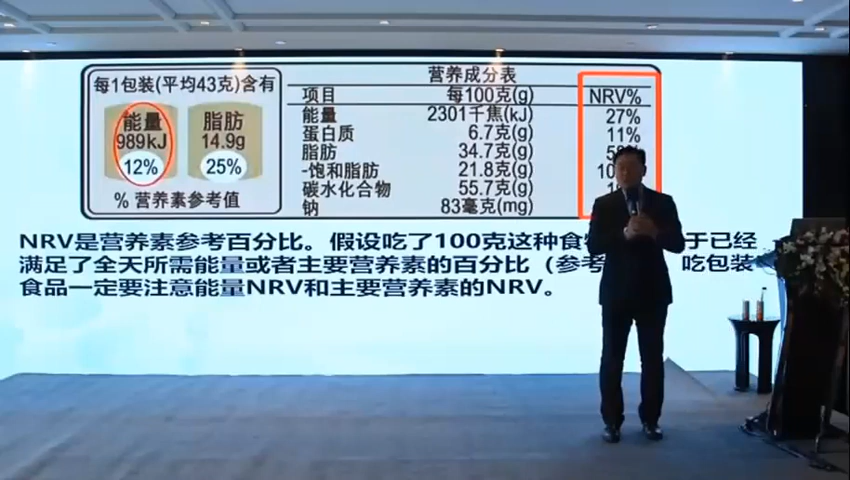 每1包装(平均43克)含有
能量 脂肪
989kJ 14.9g
12% 25%
% 营养素参考值
营养成分表
项目 每100克(g) NRV%
能量 2301千焦(kJ) 27%
蛋白质 6.7克(g) 11%
脂肪 34.7克(g)
-饱和脂肪 21.8克(g)
碳水化合物 55.7克(g)
钠 83毫克(mg)
NRV是营养素参考百分比。假设吃了100克这种食 于已经
满足了全天所需能量或者主要营养素的百分比（参 吃包装
食品一定要注意能量NRV和主要营养素的NRV。